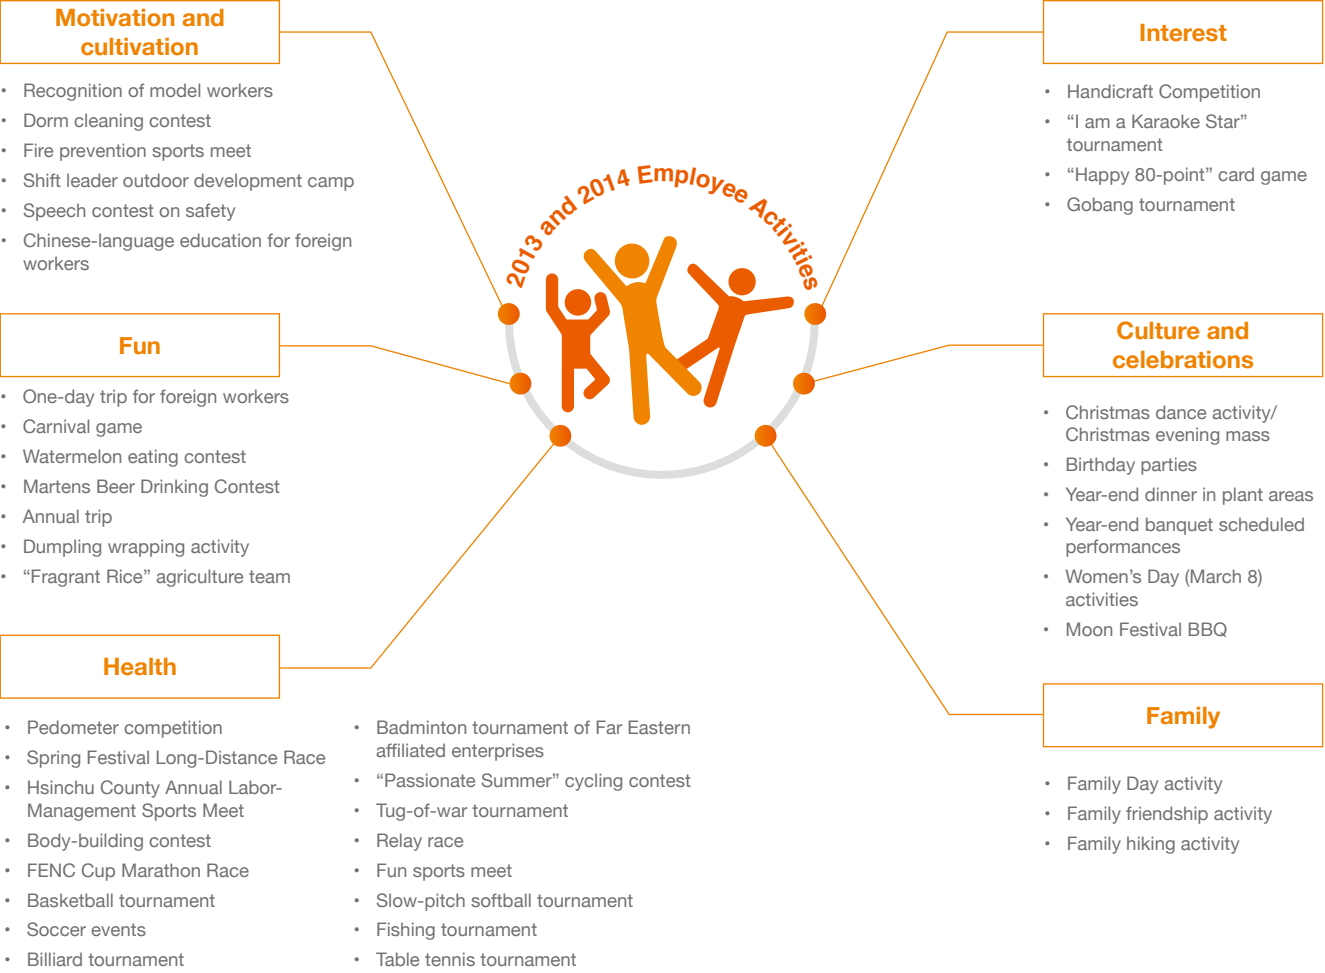 Motivation and
cultivation
• Recognition of model workers
• Dorm cleaning contest
• Fire prevention sports meet
• Shift leader outdoor development camp
• Speech contest on safety
• Chinese-language education for foreign
workers
Fun
• One-day trip for foreign workers
• Carnival game
• Watermelon eating contest
• Martens Beer Drinking Contest
• Annual trip
• Dumpling wrapping activity
• “Fragrant Rice” agriculture team
Health
• Pedometer competition
• Spring Festival Long-Distance Race
• Hsinchu County Annual Labor-
Management Sports Meet
• Body-building contest
• FENC Cup Marathon Race
• Basketball tournament
• Soccer events
• Billiard tournament
• Badminton tournament of Far Eastern
affiliated enterprises
• “Passionate Summer” cycling contest
• Tug-of-war tournament
• Relay race
• Fun sports meet
• Slow-pitch softball tournament
• Fishing tournament
• Table tennis tournament
2013 and 2014 Employee Activities
Interest
• Handicraft Competition
• “I am a Karaoke Star”
tournament
• “Happy 80-point” card game
• Gobang tournament
Culture and
celebrations
• Christmas dance activity/
Christmas evening mass
• Birthday parties
• Year-end dinner in plant areas
• Year-end banquet scheduled
performances
• Women’s Day (March 8)
activities
• Moon Festival BBQ
Family
• Family Day activity
• Family friendship activity
• Family hiking activity